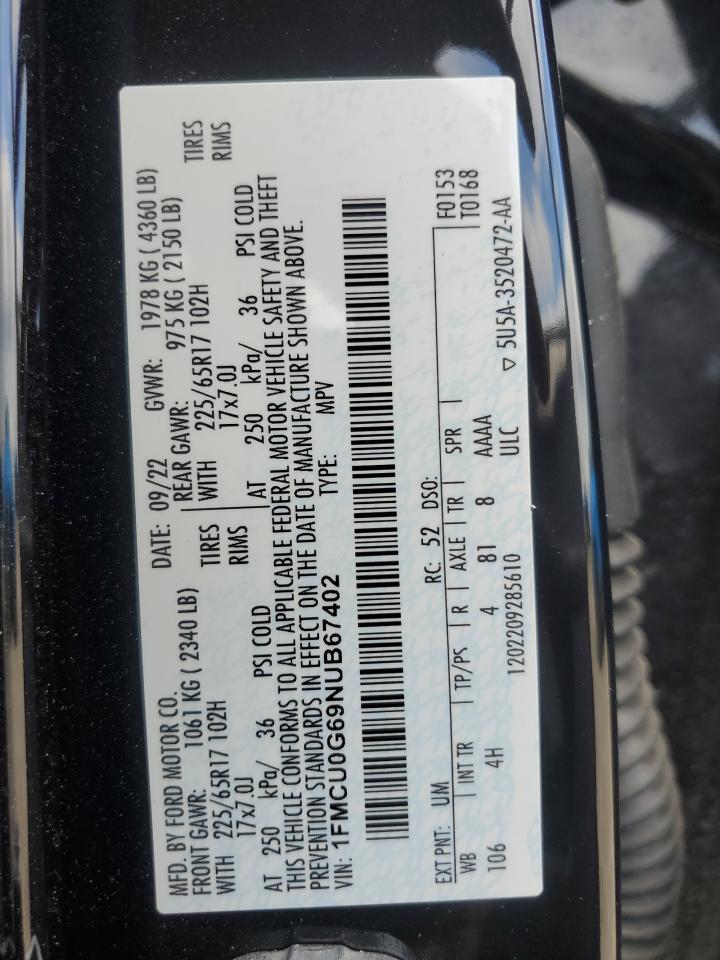 MFD. BY FORD MOTOR CO. DATE: 09/22 GVWR: 1978 KG ( 4360 LB)
FRONT GAWR: 1061 KG ( 2340 LB) REAR GAWR: 975 KG ( 2150 LB)
WITH 225/65R17 102H TIRES WITH 225/65R17 102H TIRES
17x7.0J RIMS 17x7.0J RIMS
AT 250 kPa/ 36 PSI COLD AT 250 kPa/ 36 PSI COLD
THIS VEHICLE CONFORMS TO ALL APPLICABLE FEDERAL MOTOR VEHICLE SAFETY AND THEFT
PREVENTION STANDARDS IN EFFECT ON THE DATE OF MANUFACTURE SHOWN ABOVE.
VIN: 1FMCU0G69NUB67402 TYPE: MPV
EXT PNT: UM RC: 52 DSO: F0153
WB | INT TR | TP/PS | R | AXLE | TR | SPR T0168
106 4H 4 81 8 AAAA
1202209285610 ULC ▽ 5U5A-3520472-AA